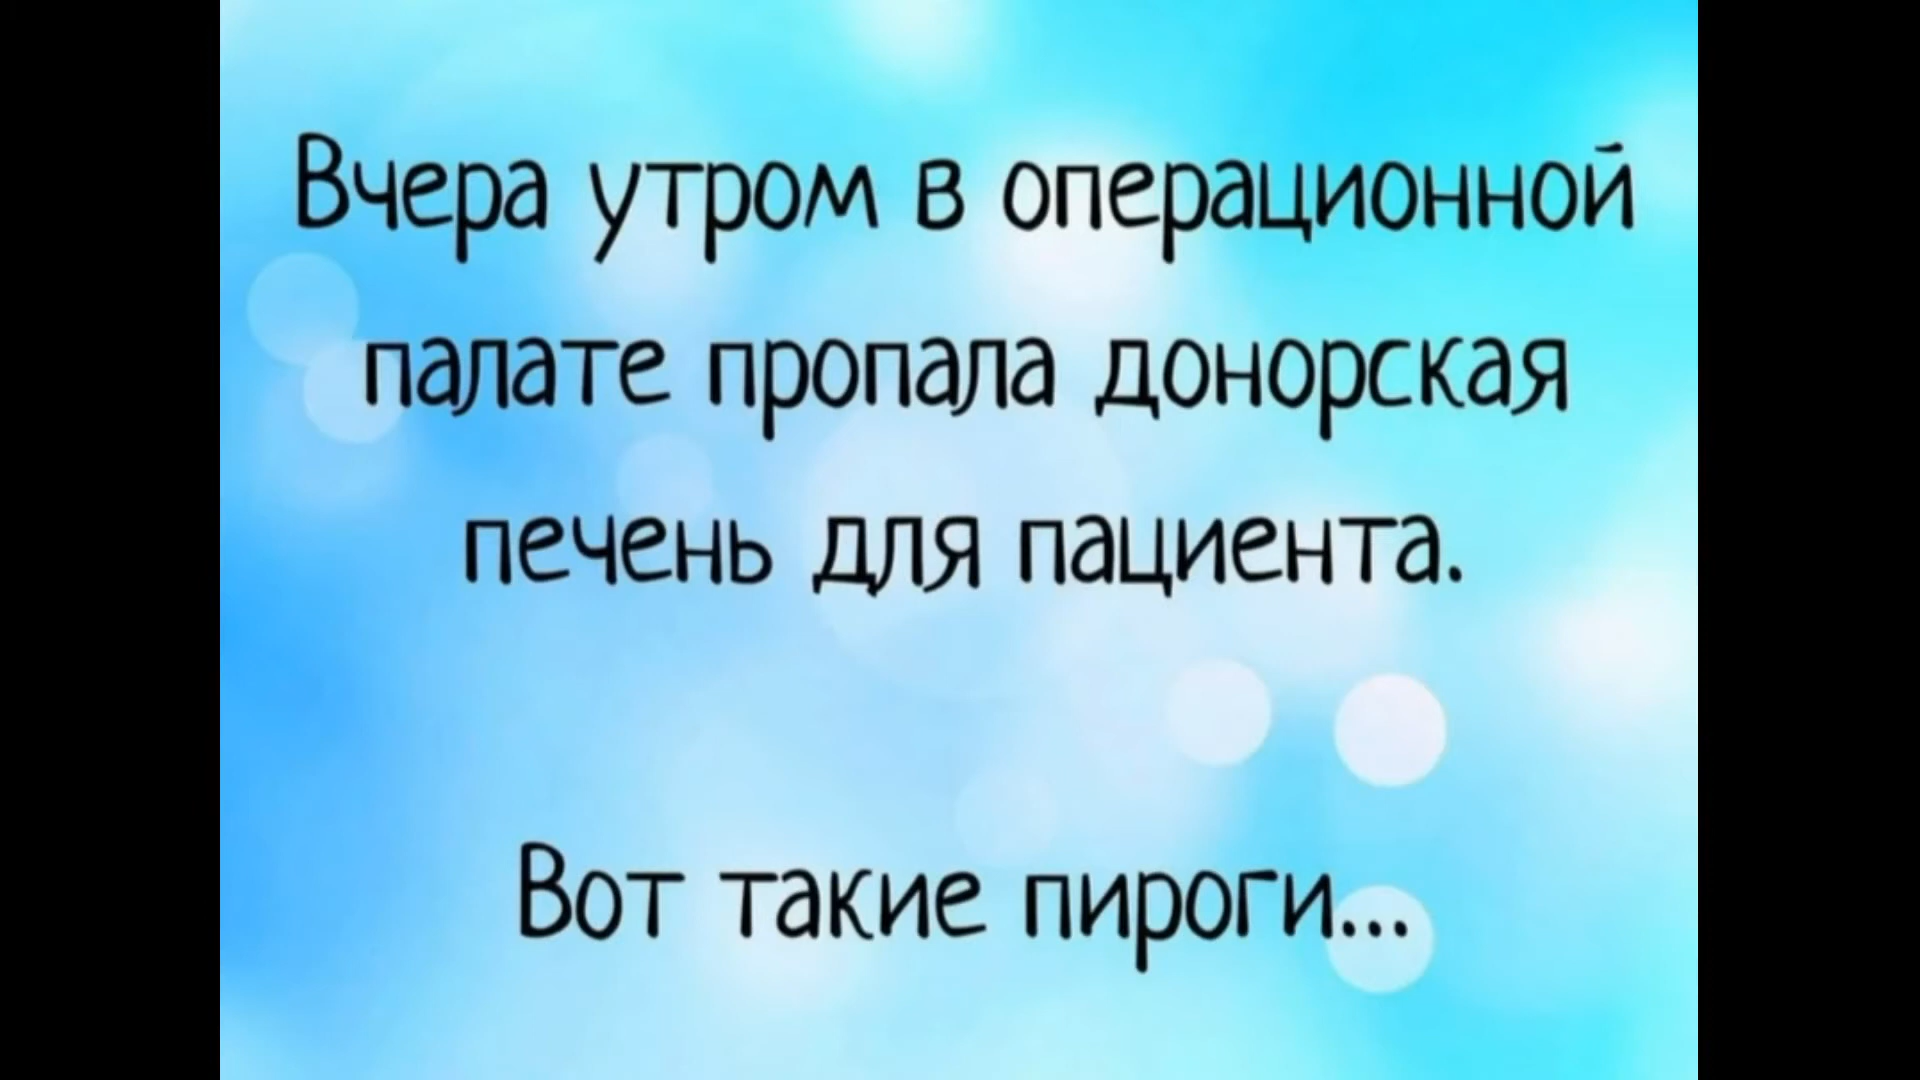 Вчера утром в операционной
палате пропала донорская
печень для пациента.
Вот такие пироги...